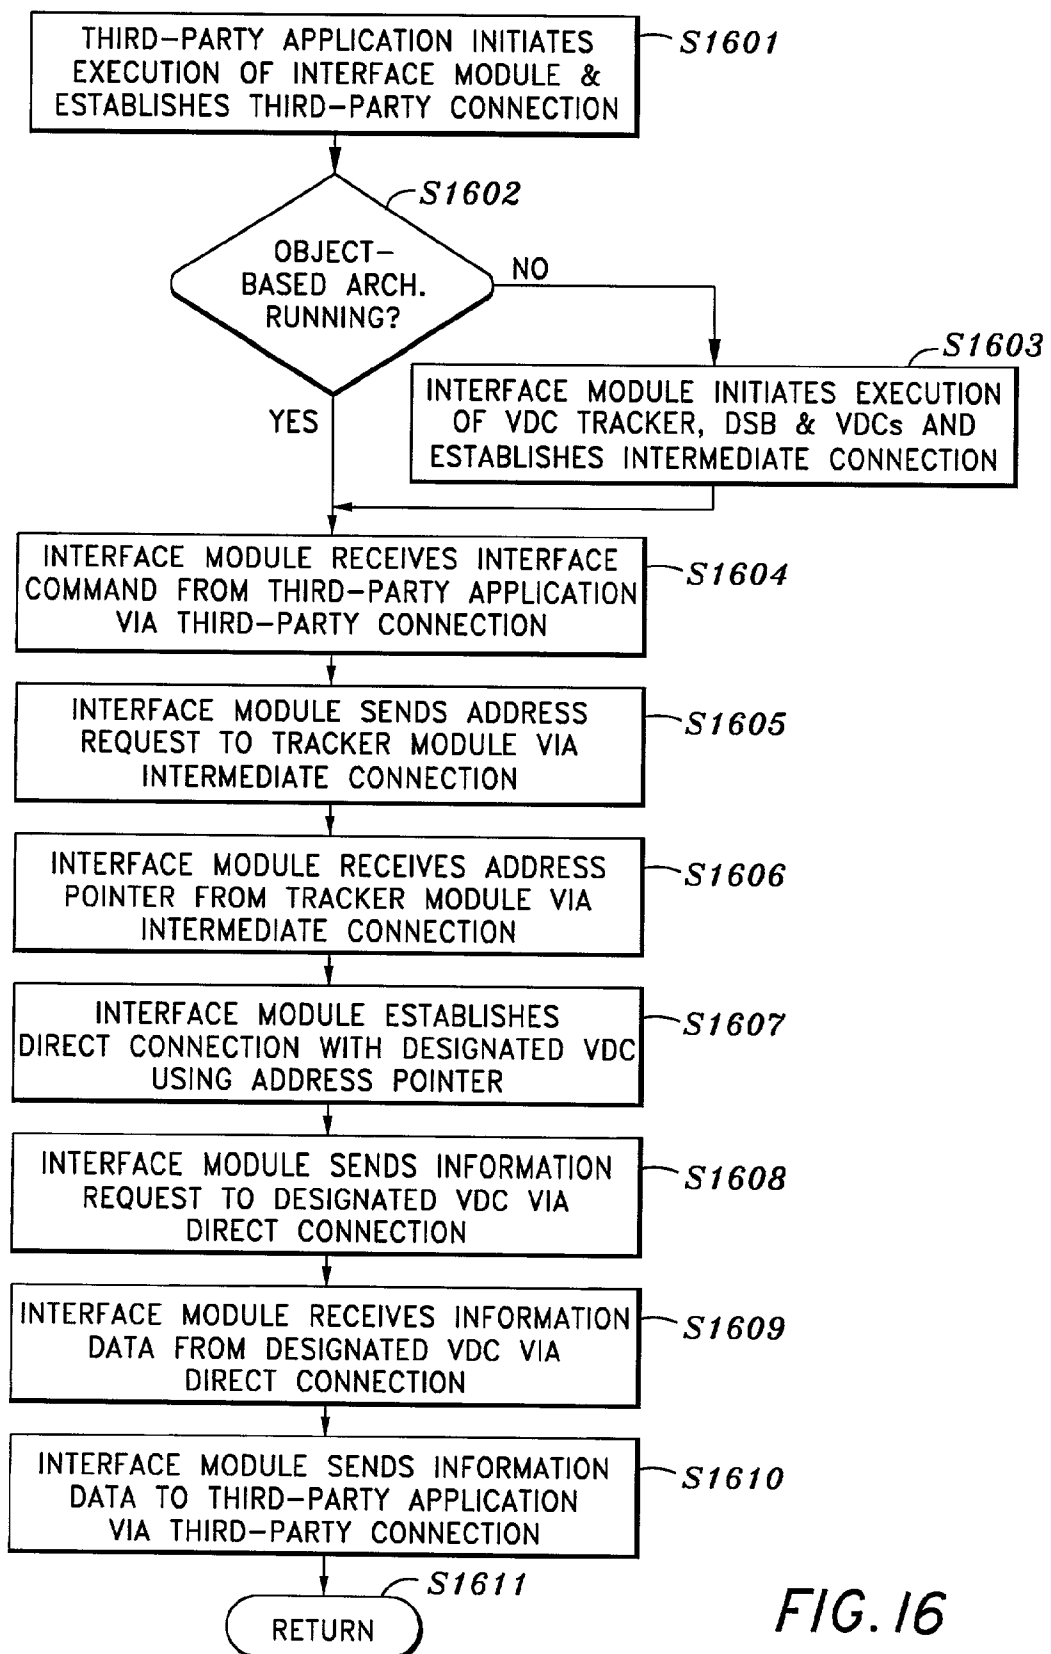 THIRD-PARTY APPLICATION INITIATES
EXECUTION OF INTERFACE MODULE &
ESTABLISHES THIRD-PARTY CONNECTION
S1601
S1602
OBJECT-
BASED ARCH.
RUNNING?
NO
YES
S1603
INTERFACE MODULE INITIATES EXECUTION
OF VDC TRACKER, DSB & VDCs AND
ESTABLISHES INTERMEDIATE CONNECTION
INTERFACE MODULE RECEIVES INTERFACE
COMMAND FROM THIRD-PARTY APPLICATION
VIA THIRD-PARTY CONNECTION
S1604
INTERFACE MODULE SENDS ADDRESS
REQUEST TO TRACKER MODULE VIA
INTERMEDIATE CONNECTION
S1605
INTERFACE MODULE RECEIVES ADDRESS
POINTER FROM TRACKER MODULE VIA
INTERMEDIATE CONNECTION
S1606
INTERFACE MODULE ESTABLISHES
DIRECT CONNECTION WITH DESIGNATED VDC
USING ADDRESS POINTER
S1607
INTERFACE MODULE SENDS INFORMATION
REQUEST TO DESIGNATED VDC VIA
DIRECT CONNECTION
S1608
INTERFACE MODULE RECEIVES INFORMATION
DATA FROM DESIGNATED VDC VIA
DIRECT CONNECTION
S1609
INTERFACE MODULE SENDS INFORMATION
DATA TO THIRD-PARTY APPLICATION
VIA THIRD-PARTY CONNECTION
S1610
S1611
RETURN
FIG. 16